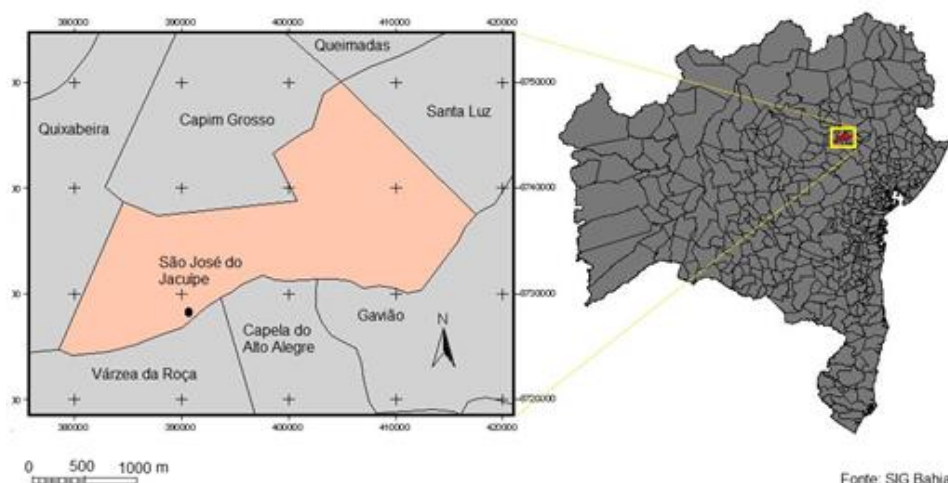 380000
390000
400000
410000
420000
Queimadas
8750000
Santa Luz
Quixabeira
Capim Grosso
8740000
São José do
Jacuípe
8730000
Gavião
N
Capela do
Alto Alegre
Várzea da Roça
8720000
380000
390000
400000
410000
420000
0 500 1000 m
Fonte: SIG Bahia